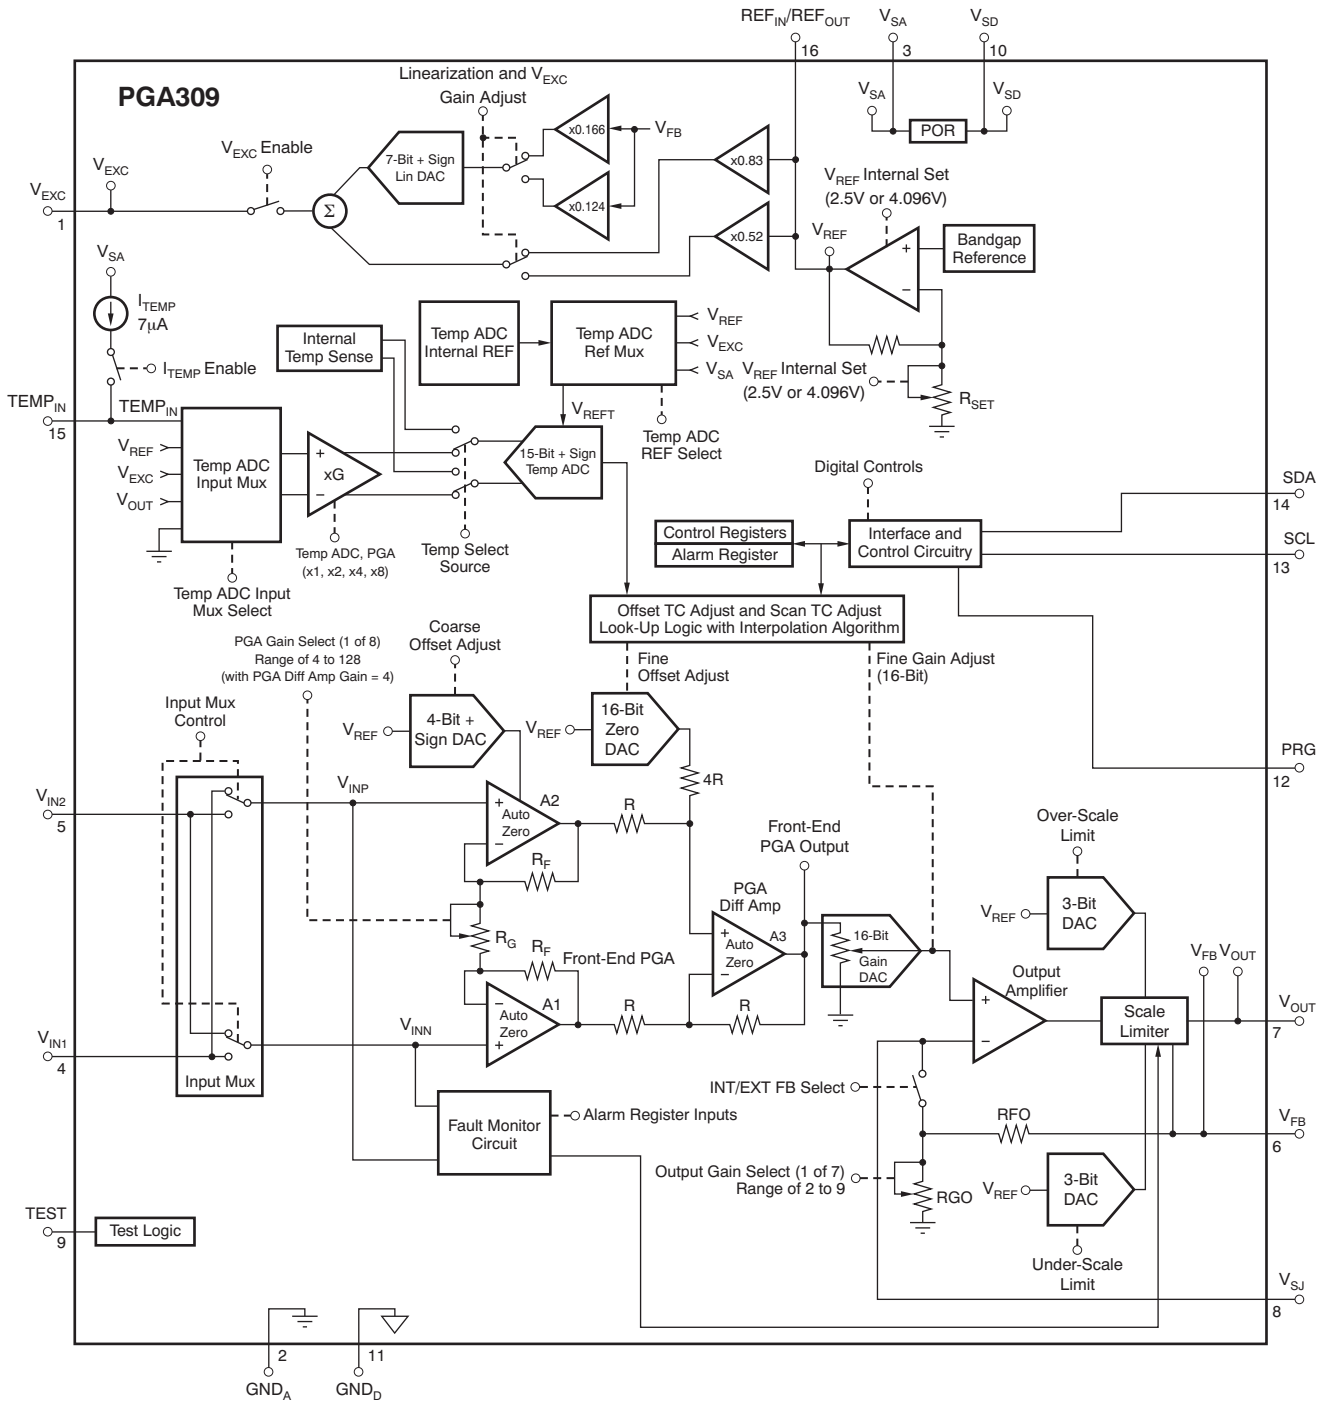 REF_IN/REF_OUT
16
V_SA
3
V_SD
10
PGA309
Linearization and V_EXC
Gain Adjust
V_SA
V_SD
POR
x0.166
V_FB
V_EXC Enable
7-Bit + Sign
Lin DAC
x0.83
V_EXC
V_EXC
1
Σ
x0.124
V_REF Internal Set
(2.5V or 4.096V)
x0.52
V_REF
+
−
Bandgap
Reference
V_SA
I_TEMP
7µA
I_TEMP Enable
Internal
Temp Sense
Temp ADC
Internal REF
Temp ADC
Ref Mux
V_REF
V_EXC
V_SA
V_REF Internal Set
(2.5V or 4.096V)
R_SET
TEMP_IN
15
TEMP_IN
V_REF
V_EXC
V_OUT
Temp ADC
Input Mux
+
xG
−
V_REFT
15-Bit + Sign
Temp ADC
Temp ADC
REF Select
Digital Controls
SDA
14
Control Registers
Alarm Register
Interface and
Control Circuitry
SCL
13
Temp ADC, PGA
(x1, x2, x4, x8)
Temp Select
Source
Temp ADC Input
Mux Select
Offset TC Adjust and Scan TC Adjust
Look-Up Logic with Interpolation Algorithm
PGA Gain Select (1 of 8)
Range of 4 to 128
(with PGA Diff Amp Gain = 4)
Coarse
Offset Adjust
Fine
Offset Adjust
Fine Gain Adjust
(16-Bit)
Input Mux
Control
V_REF
4-Bit +
Sign DAC
V_REF
16-Bit
Zero
DAC
PRG
12
4R
V_INP
V_IN2
5
+
A2
Auto
Zero
−
R
R_F
Front-End
PGA Output
Over-Scale
Limit
V_REF
3-Bit
DAC
PGA
Diff Amp
R_G
R_F
Front-End PGA
+
A3
Auto
Zero
−
16-Bit
Gain
DAC
V_FB V_OUT
Output
Amplifier
−
A1
Auto
Zero
+
R
R
+
−
Scale
Limiter
V_OUT
7
V_INN
V_IN1
4
Input Mux
INT/EXT FB Select
Fault Monitor
Circuit
Alarm Register Inputs
RFO
V_FB
6
Output Gain Select (1 of 7)
Range of 2 to 9
RGO
V_REF
3-Bit
DAC
TEST
9
Test Logic
Under-Scale
Limit
V_SJ
8
2
GND_A
11
GND_D